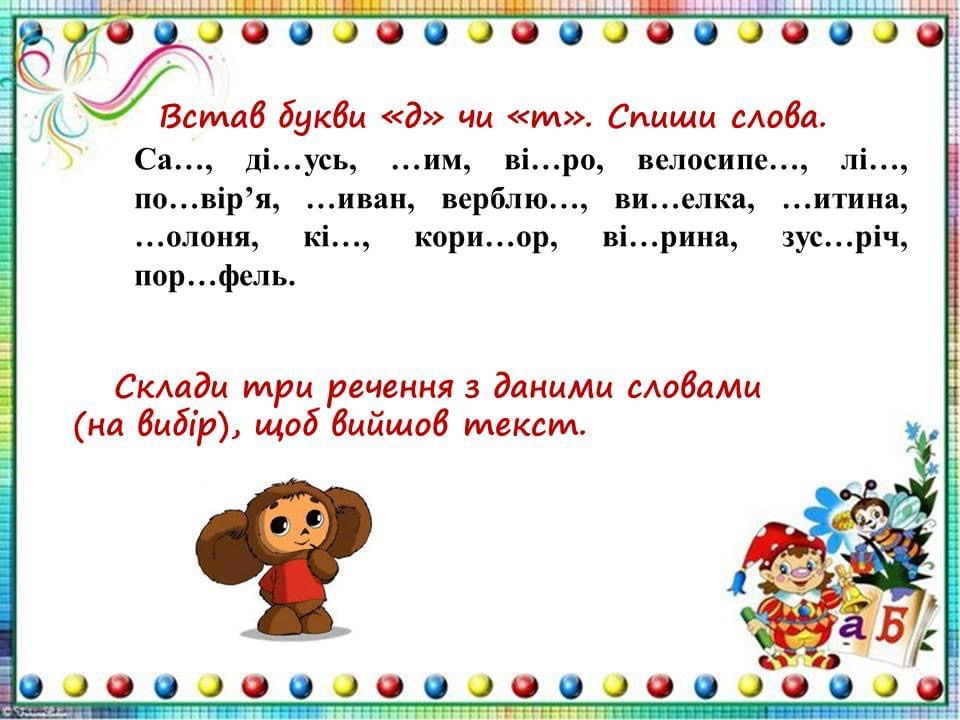 Встав букви «д» чи «т». Спиши слова.
Са…, ді…усь, …им, ві…ро, велосипе…, лі…,
по…вір’я, …иван, верблю…, ви…елка, …итина,
…олоня, кі…, кори…ор, ві…рина, зус…річ,
пор…фель.
Склади три речення з даними словами
(на вибір), щоб вийшов текст.
а Б